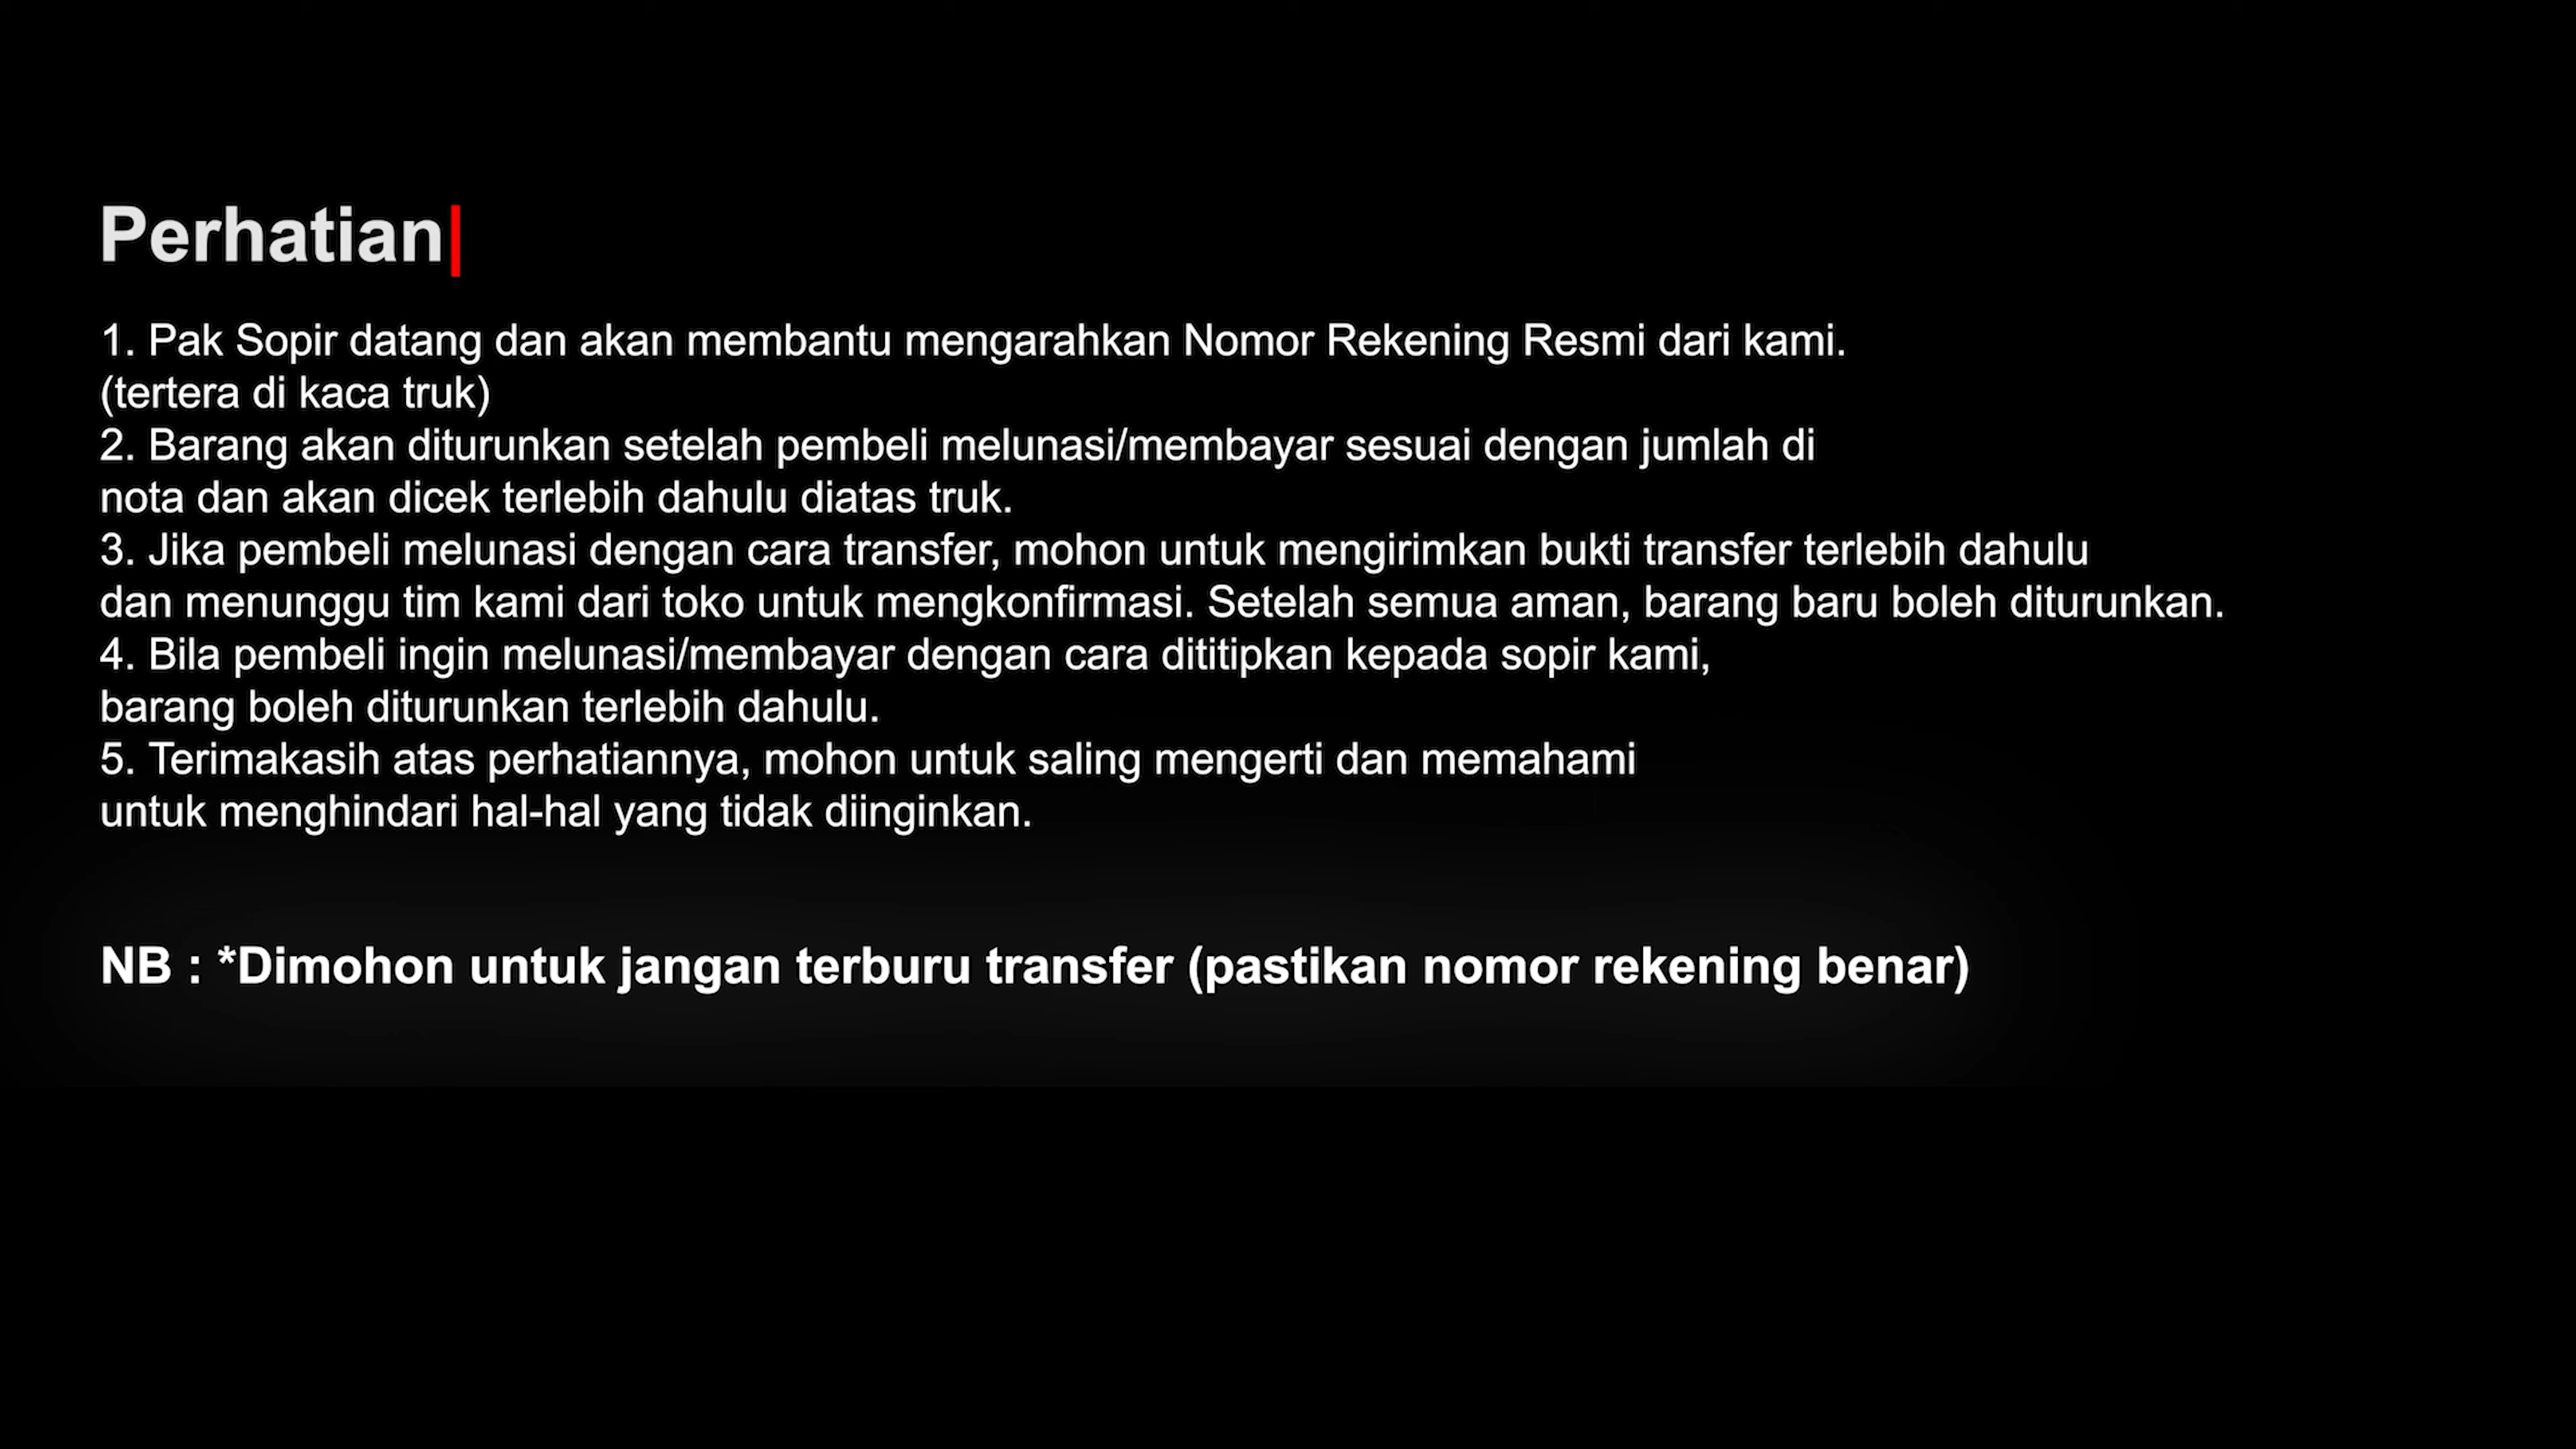 Perhatian
1. Pak Sopir datang dan akan membantu mengarahkan Nomor Rekening Resmi dari kami.
(tertera di kaca truk)
2. Barang akan diturunkan setelah pembeli melunasi/membayar sesuai dengan jumlah di
nota dan akan dicek terlebih dahulu diatas truk.
3. Jika pembeli melunasi dengan cara transfer, mohon untuk mengirimkan bukti transfer terlebih dahulu
dan menunggu tim kami dari toko untuk mengkonfirmasi. Setelah semua aman, barang baru boleh diturunkan.
4. Bila pembeli ingin melunasi/membayar dengan cara dititipkan kepada sopir kami,
barang boleh diturunkan terlebih dahulu.
5. Terimakasih atas perhatiannya, mohon untuk saling mengerti dan memahami
untuk menghindari hal-hal yang tidak diinginkan.
NB : *Dimohon untuk jangan terburu transfer (pastikan nomor rekening benar)